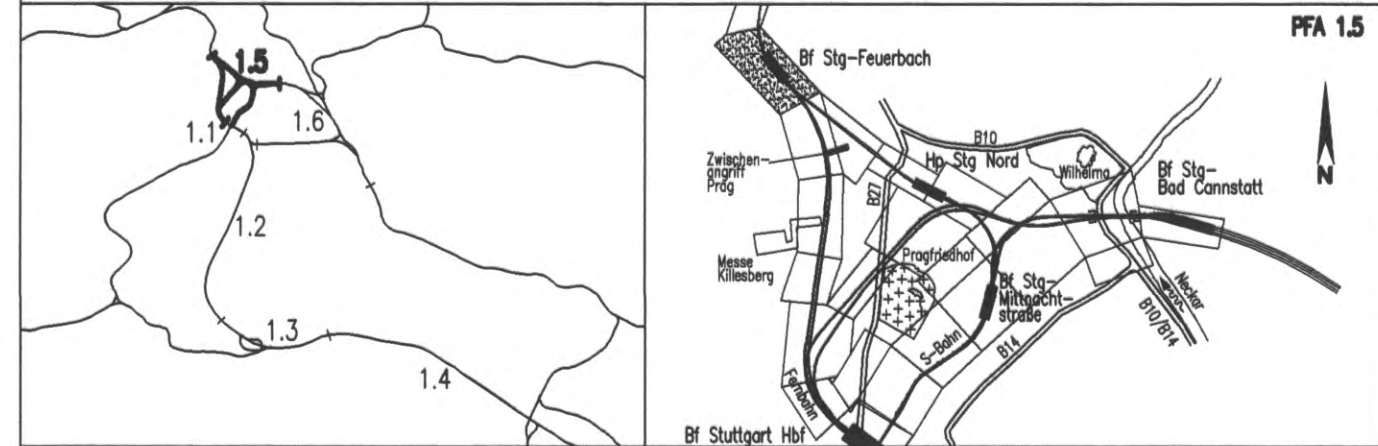 1.5
1.1
1.6
1.2
1.3
1.4
PFA 1.5
Bf Stg-Feuerbach
N
Zwischen-
angriff
Prag
B27
B10
Hp Stg Nord
Wilhelma
Bf Stg-
Bad Cannstatt
Messe
Killesberg
Pragfriedhof
Bf Stg-
Mittnacht-
straße
Neckar
B10/B14
S-Bahn
B14
Fernbahn
Bf Stuttgart Hbf